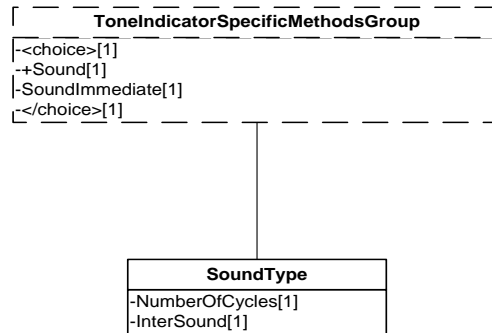 ToneIndicatorSpecificMethodsGroup
-<choice>[1]
-+Sound[1]
-SoundImmediate[1]
-</choice>[1]
SoundType
-NumberOfCycles[1]
-InterSound[1]